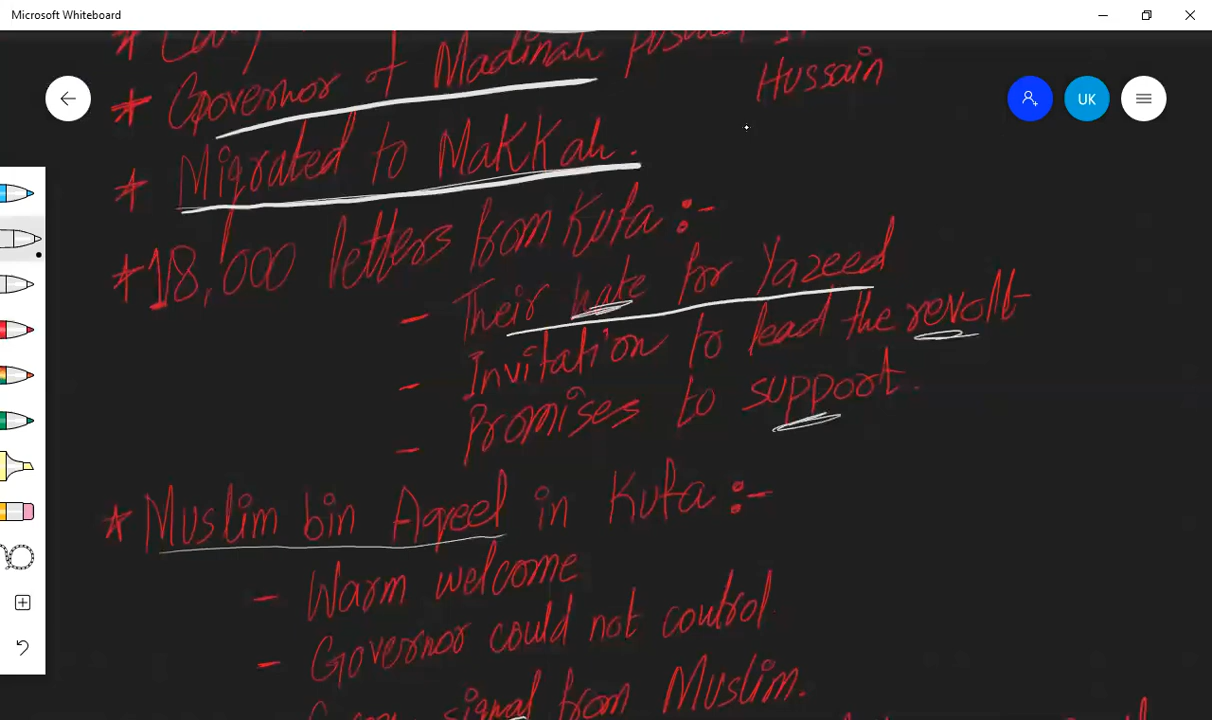 Microsoft Whiteboard
* Governor of Madinah
Hussain
UK
* Migrated to Makkah.
* 18,000 letters from Kufa :-
- Their hate for Yazeed
- Invitation to lead the revolt
- Promises to support.
* Muslim bin Aqeel in Kufa :-
- Warm welcome
- Governor could not control
signal from Muslim.